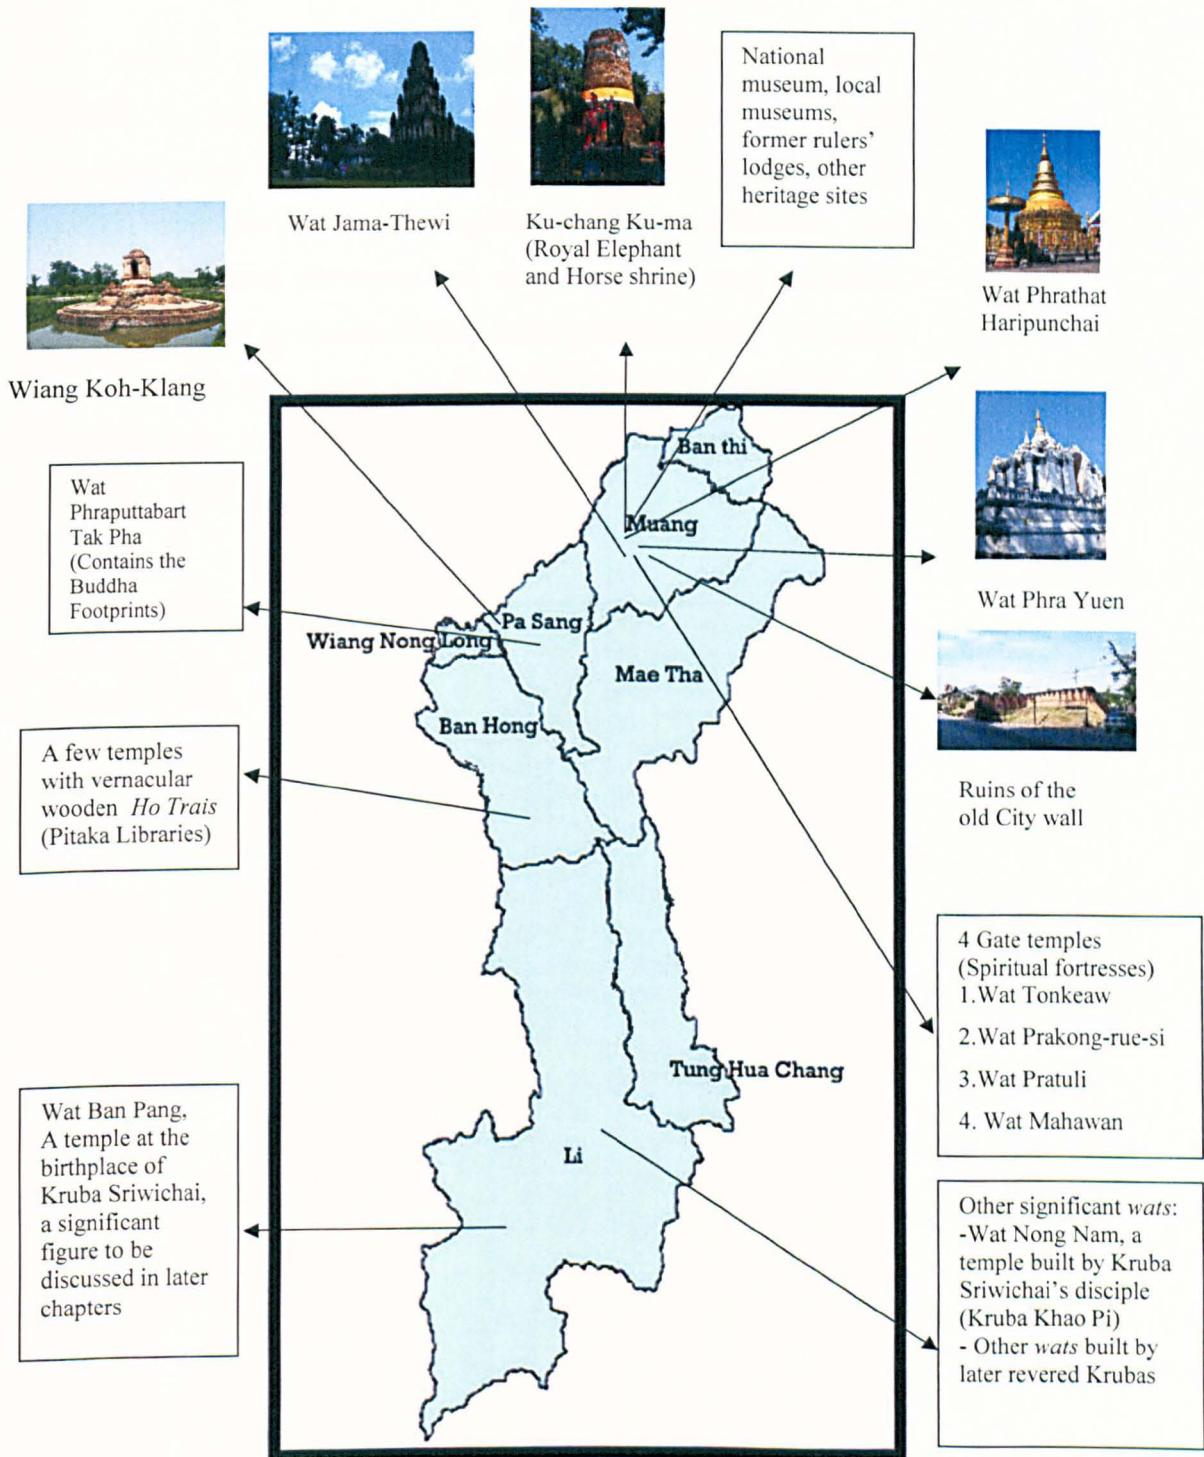 National
museum, local
museums,
former rulers'
lodges, other
heritage sites
Wat Jama-Thewi
Ku-chang Ku-ma
(Royal Elephant
and Horse shrine)
Wat Phrathat
Haripunchai
Wiang Koh-Klang
Wat
Phraputtabart
Tak Pha
(Contains the
Buddha
Footprints)
Ban thi
Muang
Wat Phra Yuen
Pa Sang
Wiang Nong Long
Mae Tha
Ban Hong
A few temples
with vernacular
wooden Ho Trais
(Pitaka Libraries)
Ruins of the
old City wall
4 Gate temples
(Spiritual fortresses)
1.Wat Tonkeaw
2.Wat Prakong-rue-si
3.Wat Pratuli
4. Wat Mahawan
Tung Hua Chang
Li
Wat Ban Pang,
A temple at the
birthplace of
Kruba Sriwichai,
a significant
figure to be
discussed in later
chapters
Other significant wats:
-Wat Nong Nam, a
temple built by Kruba
Sriwichai's disciple
(Kruba Khao Pi)
- Other wats built by
later revered Krubas